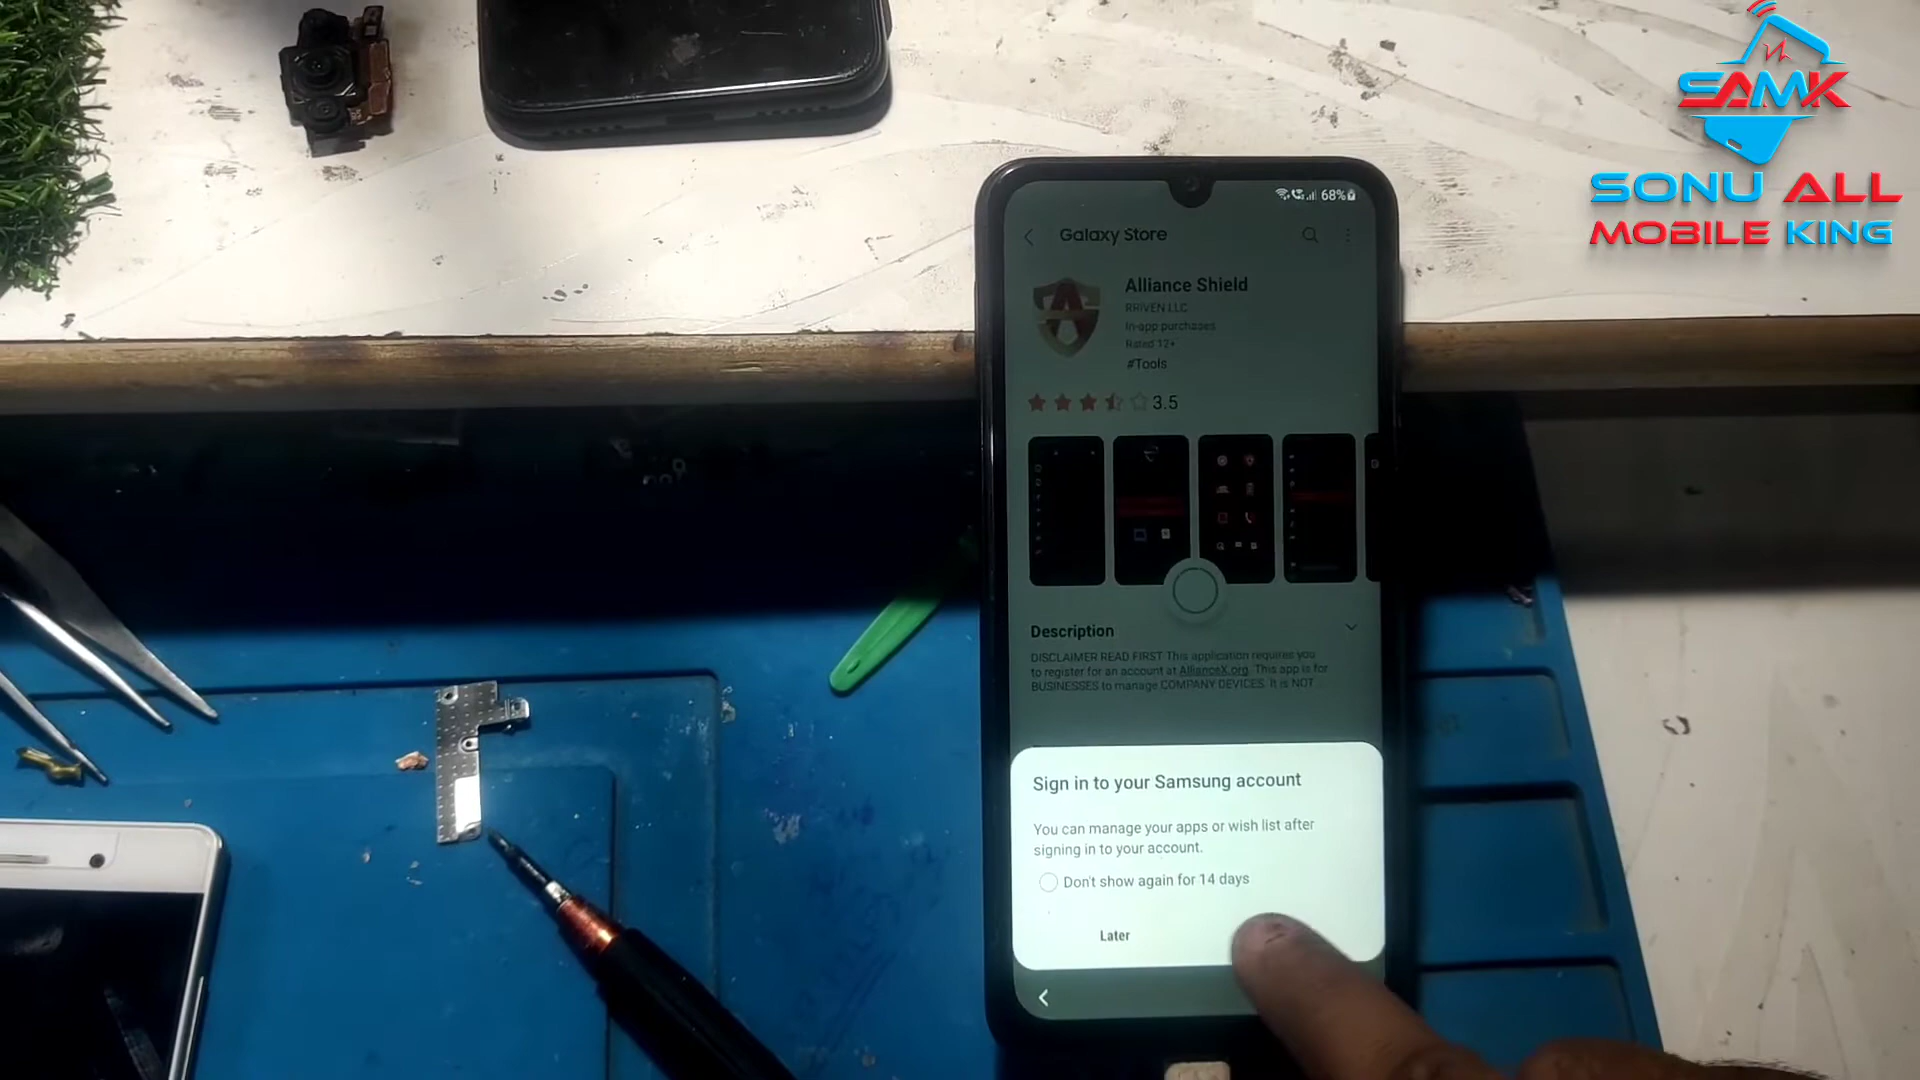 SAMK
SONU ALL
MOBILE KING
68%
Galaxy Store
Alliance Shield
RRIVEN LLC
In-app purchases
Rated 12+
#Tools
3.5
Description
DISCLAIMER READ FIRST This application requires you
to register for an account at AllianceX.org. This app is for
BUSINESSES to manage COMPANY DEVICES. It is NOT
Sign in to your Samsung account
You can manage your apps or wish list after
signing in to your account.
Don't show again for 14 days
Later